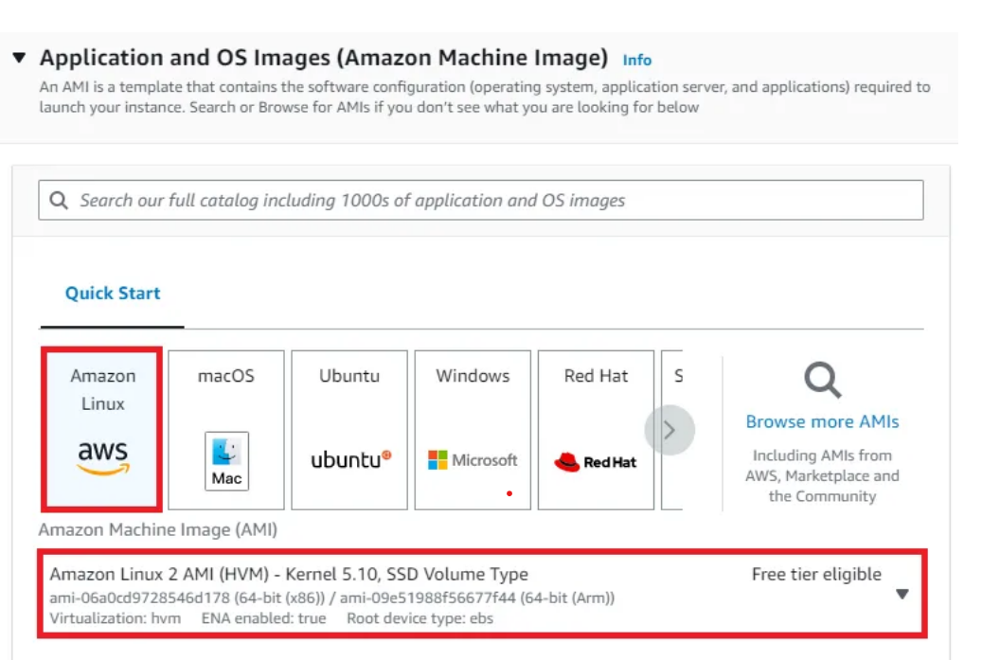 Application and OS Images (Amazon Machine Image) Info
An AMI is a template that contains the software configuration (operating system, application server, and applications) required to
launch your instance. Search or Browse for AMIs if you don't see what you are looking for below
Search our full catalog including 1000s of application and OS images
Quick Start
Amazon
Linux
aws
macOS
Mac
Ubuntu
ubuntu
Windows
Microsoft
Red Hat
RedHat
S
Browse more AMIs
Including AMIs from
AWS, Marketplace and
the Community
Amazon Machine Image (AMI)
Amazon Linux 2 AMI (HVM) - Kernel 5.10, SSD Volume Type
Free tier eligible
ami-06a0cd9728546d178 (64-bit (x86)) / ami-09e51988f56677f44 (64-bit (Arm))
Virtualization: hvm ENA enabled: true Root device type: ebs